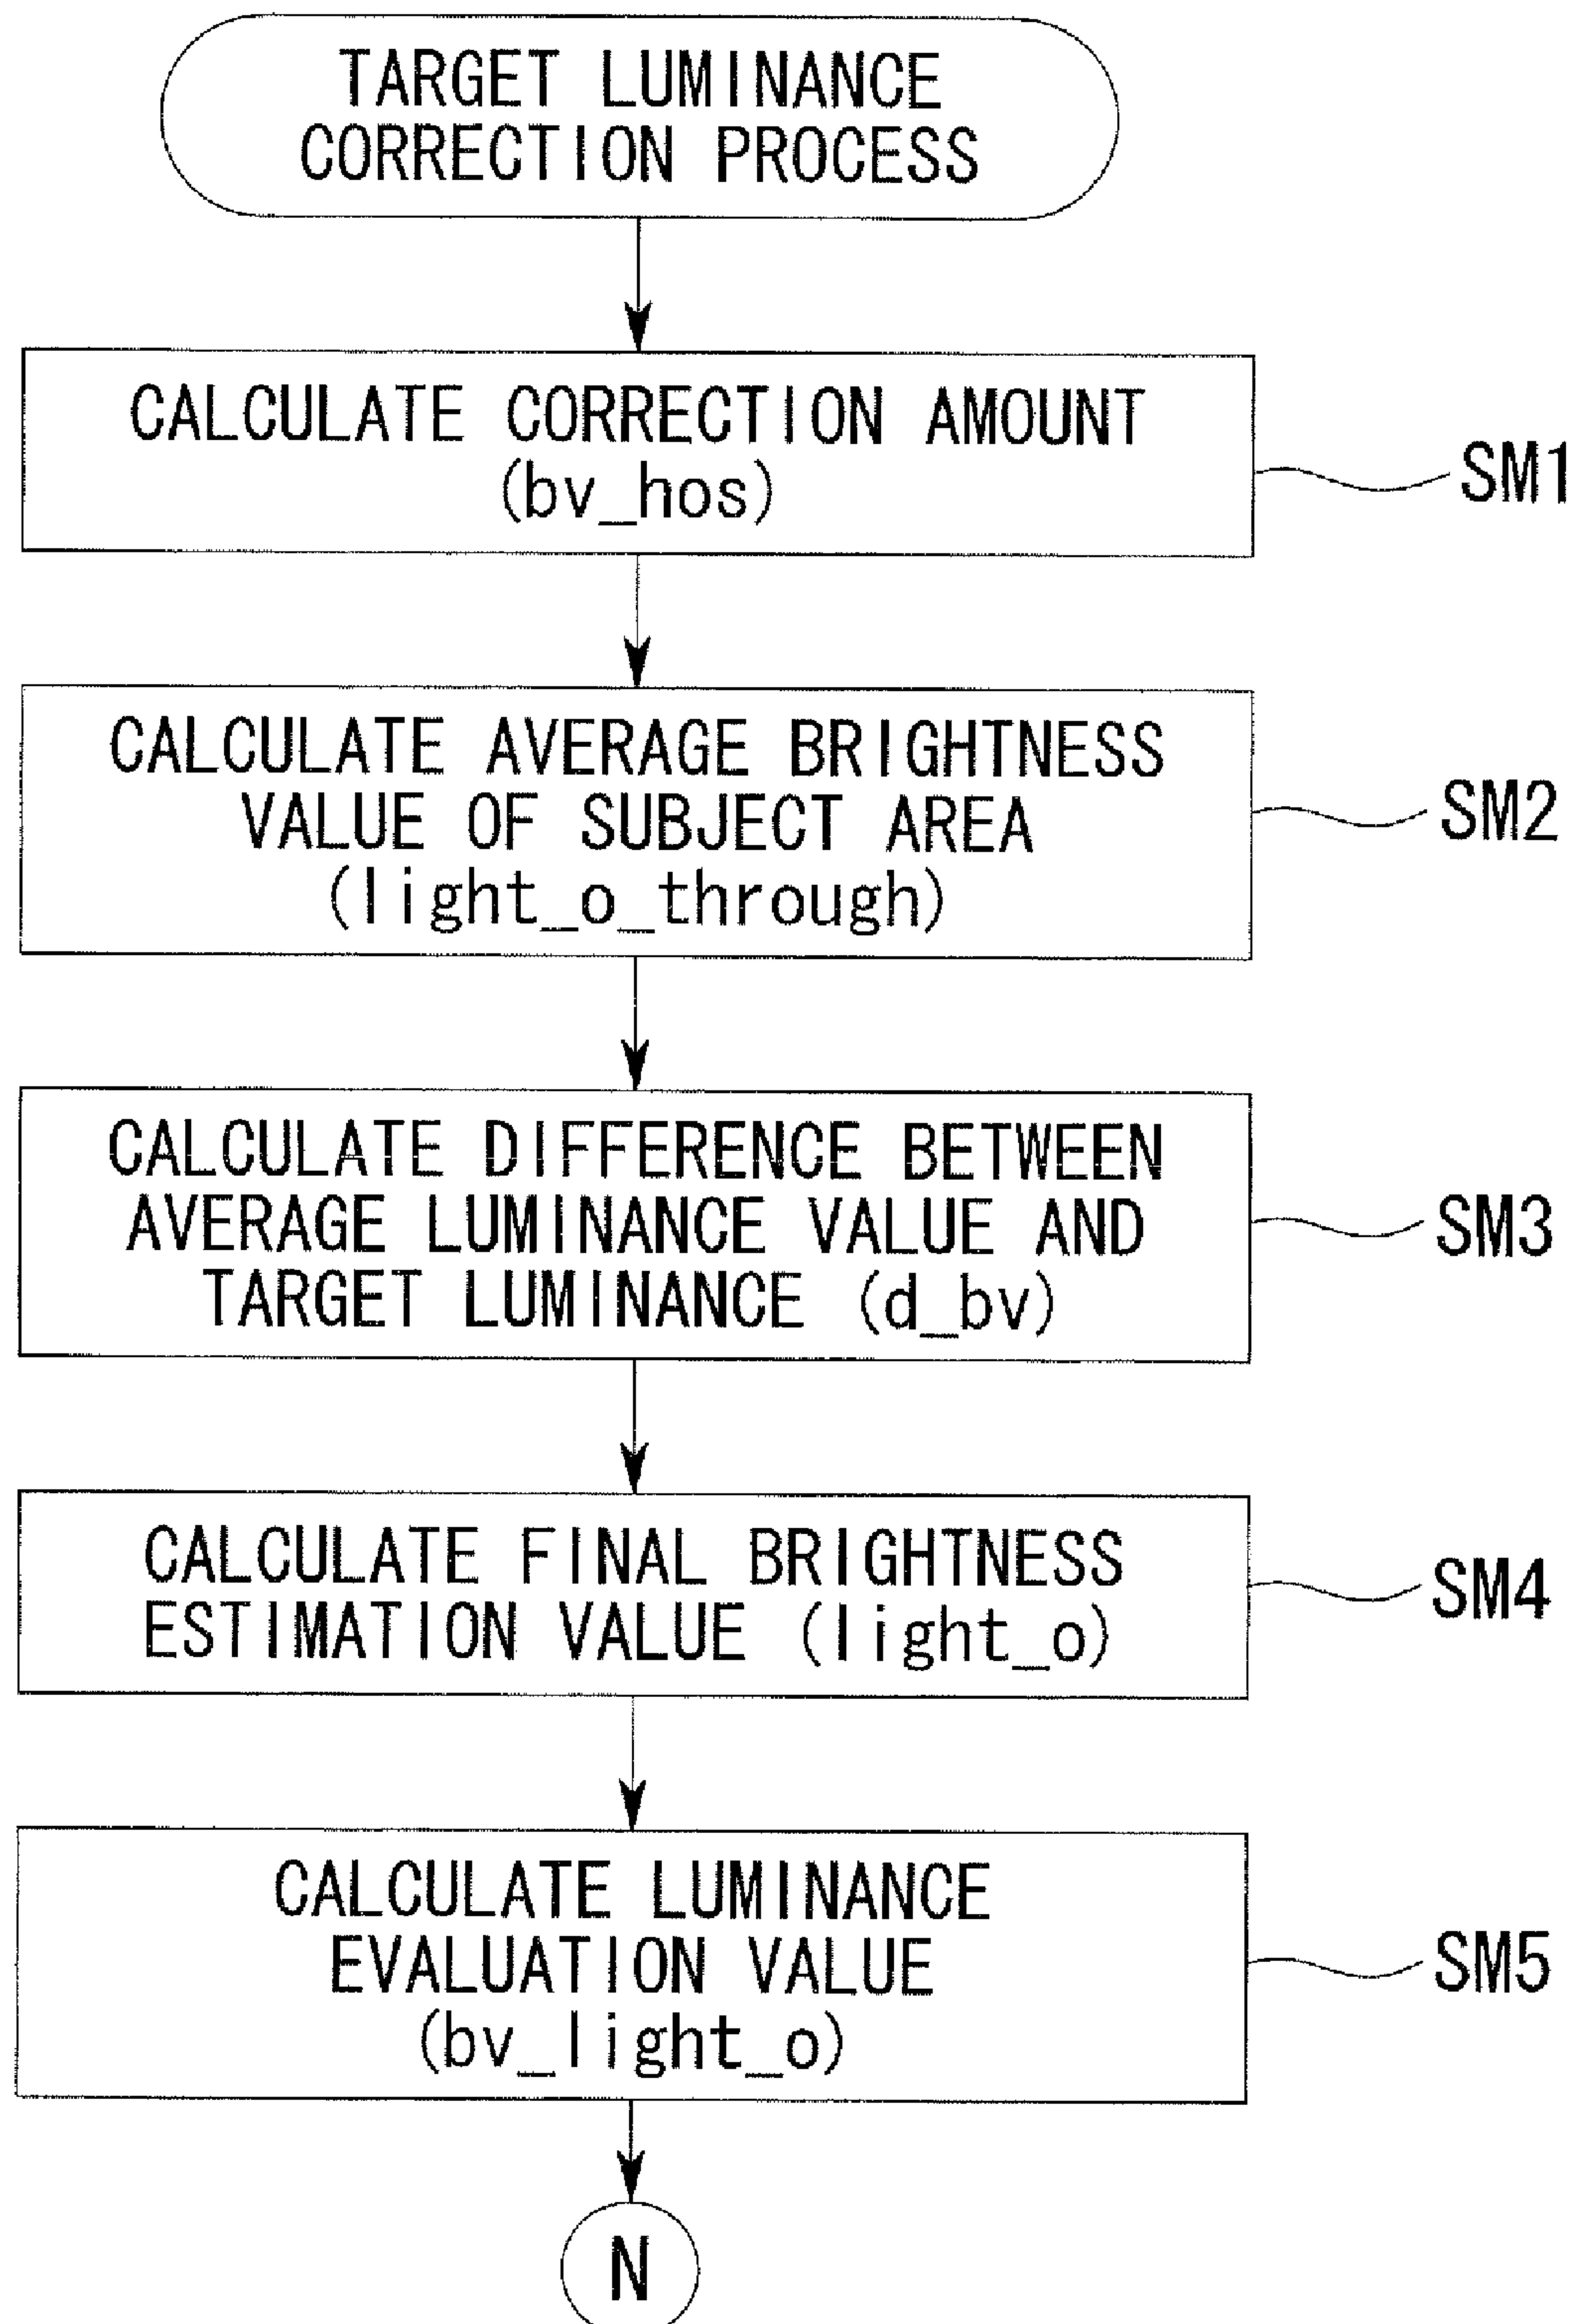 TARGET LUMINANCE
CORRECTION PROCESS
CALCULATE CORRECTION AMOUNT
(bv_hos)
SM1
CALCULATE AVERAGE BRIGHTNESS
VALUE OF SUBJECT AREA
(light_o_through)
SM2
CALCULATE DIFFERENCE BETWEEN
AVERAGE LUMINANCE VALUE AND
TARGET LUMINANCE (d_bv)
SM3
CALCULATE FINAL BRIGHTNESS
ESTIMATION VALUE (light_o)
SM4
CALCULATE LUMINANCE
EVALUATION VALUE
(bv_light_o)
SM5
N